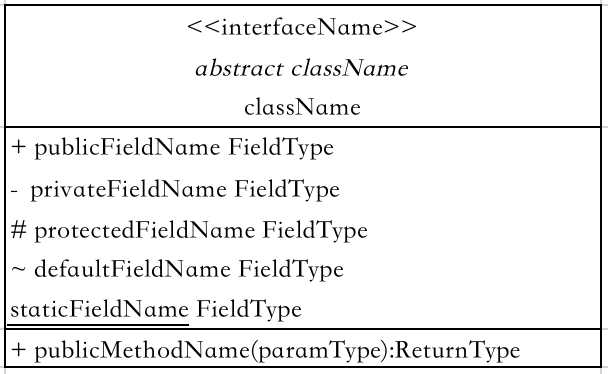 <<interfaceName>>
abstract className
className
+ publicFieldName FieldType
- privateFieldName FieldType
# protectedFieldName FieldType
~ defaultFieldName FieldType
staticFieldName FieldType
+ publicMethodName(paramType):ReturnType